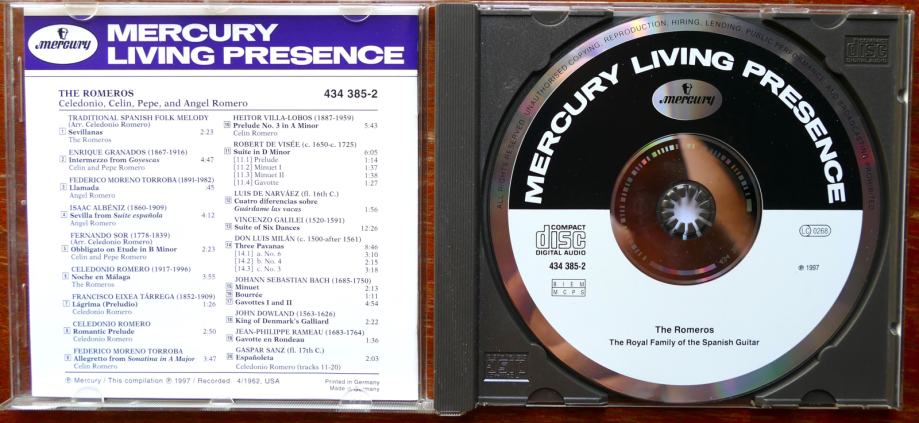 mercury
MERCURY
LIVING PRESENCE
THE ROMEROS
434 385-2
Celedonio, Celin, Pepe, and Angel Romero
TRADITIONAL SPANISH FOLK MELODY
(Arr. Celedonio Romero)
1 Sevillanas 2:23
The Romeros
ENRIQUE GRANADOS (1867-1916)
2 Intermezzo from Goyescas 4:47
Celin and Pepe Romero
FEDERICO MORENO TORROBA (1891-1982)
3 Llamada :45
Angel Romero
ISAAC ALBÉNIZ (1860-1909)
4 Sevilla from Suite española 4:12
Angel Romero
FERNANDO SOR (1778-1839)
(Arr. Celedonio Romero)
5 Obbligato on Etude in B Minor 2:23
Celin and Pepe Romero
CELEDONIO ROMERO (1917-1996)
6 Noche en Málaga 3:55
The Romeros
FRANCISCO EIXEA TÁRREGA (1852-1909)
7 Lágrima (Preludio) 1:26
Celedonio Romero
CELEDONIO ROMERO
8 Romantic Prelude 2:50
Celedonio Romero
FEDERICO MORENO TORROBA
9 Allegretto from Sonatina in A Major 3:47
Celin Romero
HEITOR VILLA-LOBOS (1887-1959)
10 Prelude No. 3 in A Minor 5:43
Celin Romero
ROBERT DE VISÉE (c. 1650-c. 1725)
11 Suite in D Minor 6:05
[11.1] Prelude 1:14
[11.2] Minuet I 1:37
[11.3] Minuet II 1:38
[11.4] Gavotte 1:27
LUIS DE NARVÁEZ (fl. 16th C.)
12 Cuatro diferencias sobre
Guárdame las vacas 1:56
VINCENZO GALILEI (1520-1591)
13 Suite of Six Dances 12:26
DON LUIS MILÁN (c. 1500-after 1561)
14 Three Pavanas 8:46
[14.1] a. No. 6 3:10
[14.2] b. No. 4 2:15
[14.3] c. No. 3 3:18
JOHANN SEBASTIAN BACH (1685-1750)
15 Minuet 2:13
16 Bourrée 1:11
17 Gavottes I and II 4:54
JOHN DOWLAND (1563-1626)
18 King of Denmark's Galliard 2:22
JEAN-PHILIPPE RAMEAU (1683-1764)
19 Gavotte en Rondeau 1:36
GASPAR SANZ (fl. 17th C.)
20 Españoleta 2:03
Celedonio Romero (tracks 11-20)
℗ Mercury / This compilation ℗ 1997 / Recorded 4/1962, USA
Printed in Germany
Made in Germany
ALL RIGHTS RESERVED. UNAUTHORISED COPYING, REPRODUCTION, HIRING, LENDING, PUBLIC PERFORMANCE AND BROADCASTING PROHIBITED
MERCURY LIVING PRESENCE
mercury
COMPACT
disc
DIGITAL AUDIO
434 385-2
BIEM
MCPS
LC 0268
℗ 1997
The Romeros
The Royal Family of the Spanish Guitar
COMPACT
disc
DIGITAL AUDIO